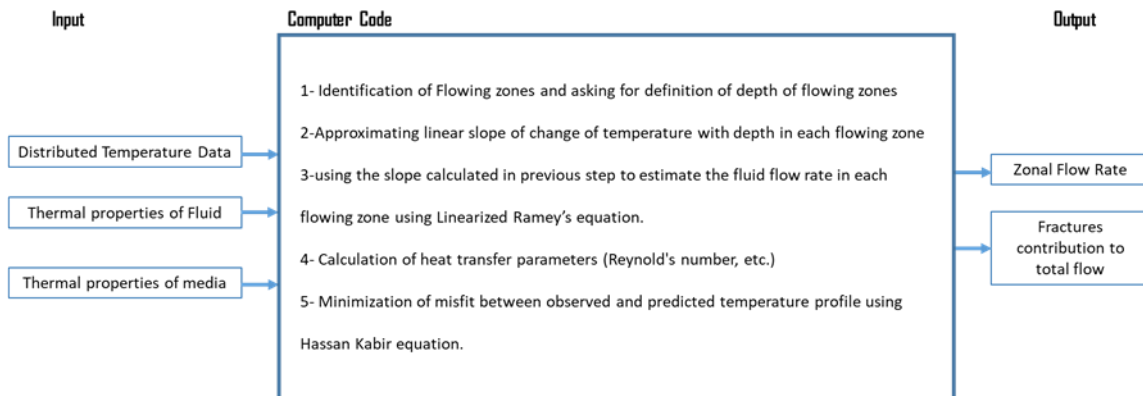 Input
Computer Code
Output
1- Identification of Flowing zones and asking for definition of depth of flowing zones
2-Approximating linear slope of change of temperature with depth in each flowing zone
3-using the slope calculated in previous step to estimate the fluid flow rate in each
flowing zone using Linearized Ramey's equation.
4- Calculation of heat transfer parameters (Reynold's number, etc.)
5- Minimization of misfit between observed and predicted temperature profile using
Hassan Kabir equation.
Distributed Temperature Data
Thermal properties of Fluid
Thermal properties of media
Zonal Flow Rate
Fractures
contribution to
total flow